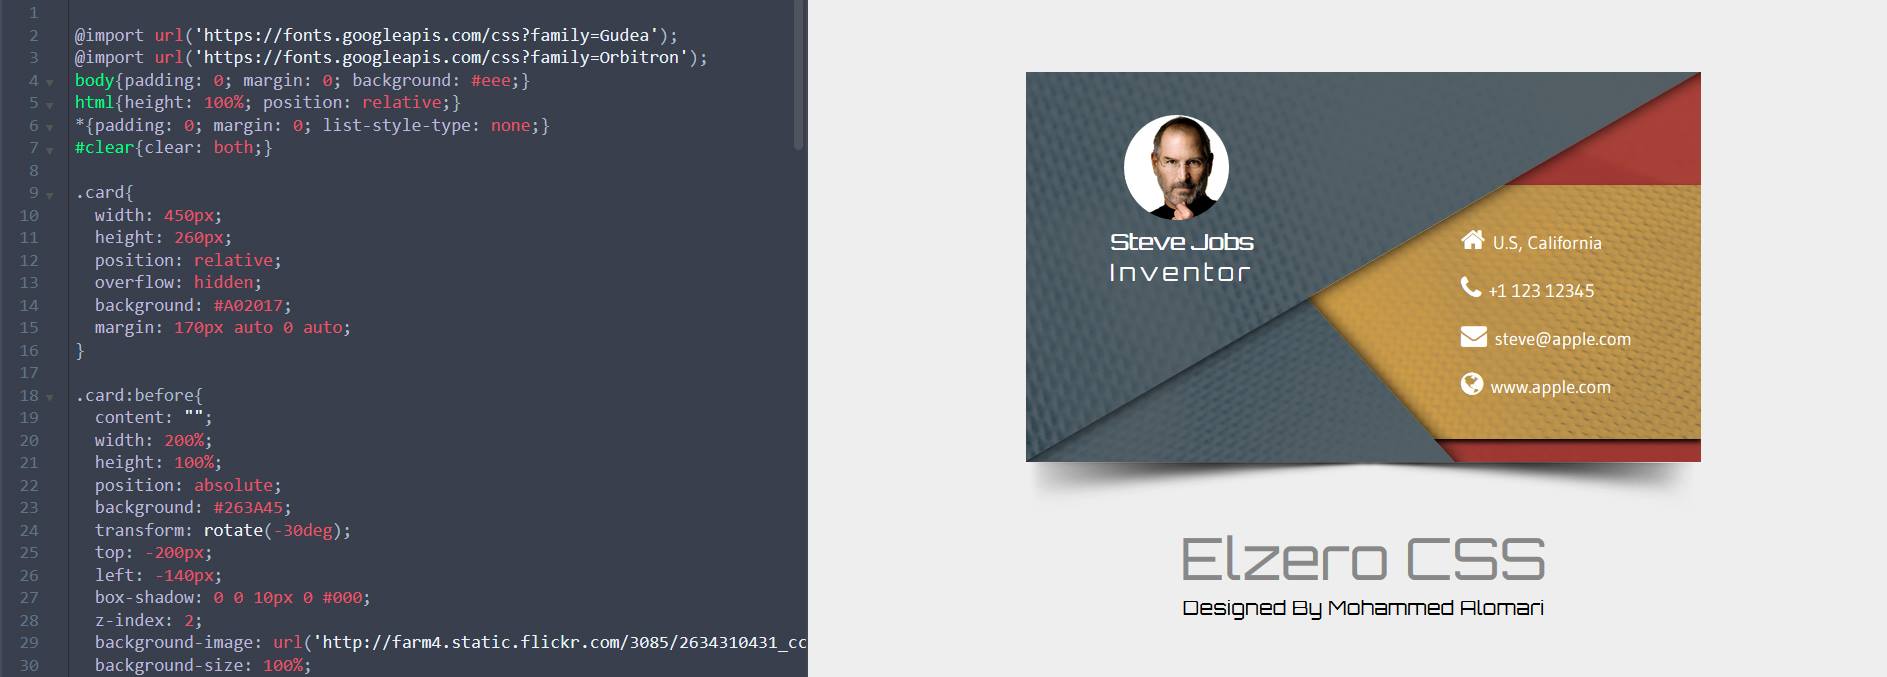 1
2 @import url('https://fonts.googleapis.com/css?family=Gudea');
3 @import url('https://fonts.googleapis.com/css?family=Orbitron');
4 body{padding: 0; margin: 0; background: #eee;}
5 html{height: 100%; position: relative;}
6 *{padding: 0; margin: 0; list-style-type: none;}
7 #clear{clear: both;}
8
9 .card{
10 width: 450px;
11 height: 260px;
12 position: relative;
13 overflow: hidden;
14 background: #A02017;
15 margin: 170px auto 0 auto;
16 }
17
18 .card:before{
19 content: "";
20 width: 200%;
21 height: 100%;
22 position: absolute;
23 background: #263A45;
24 transform: rotate(-30deg);
25 top: -200px;
26 left: -140px;
27 box-shadow: 0 0 10px 0 #000;
28 z-index: 2;
29 background-image: url('http://farm4.static.flickr.com/3085/2634310431_cc
30 background-size: 100%;
Steve Jobs
Inventor
U.S, California
+1 123 12345
steve@apple.com
www.apple.com
Elzero CSS
Designed By Mohammed Alomari